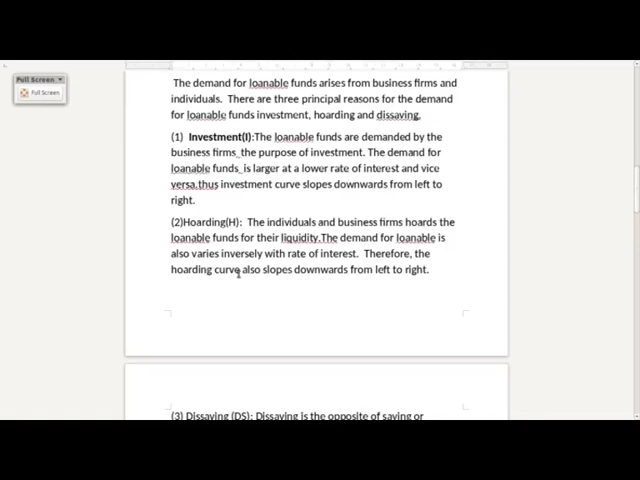 Full Screen
Full Screen
The demand for loanable funds arises from business firms and
individuals.  There are three principal reasons for the demand
for loanable funds investment, hoarding and dissaving,
(1)  Investment(I):The loanable funds are demanded by the
business firms  the purpose of investment. The demand for
loanable funds  is larger at a lower rate of interest and vice
versa.thus investment curve slopes downwards from left to
right.
(2)Hoarding(H):  The individuals and business firms hoards the
loanable funds for their liquidity.The demand for loanable is
also varies inversely with rate of interest.  Therefore, the
hoarding curve also slopes downwards from left to right.
(3) Dissaving (DS): Dissaving is the opposite of saving or